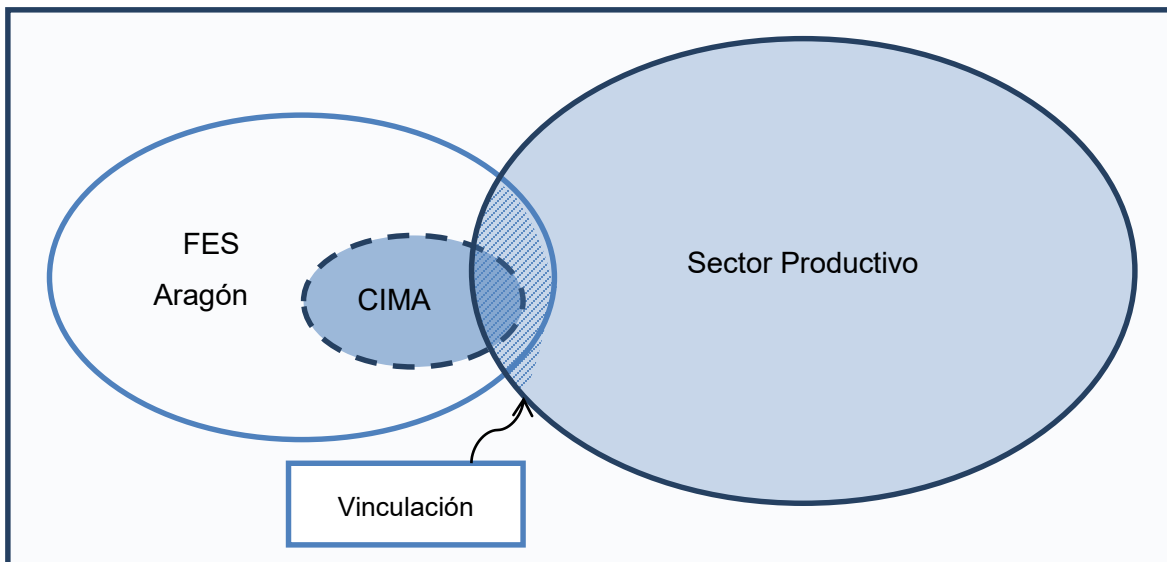 FES
Aragón
CIMA
Sector Productivo
Vinculación